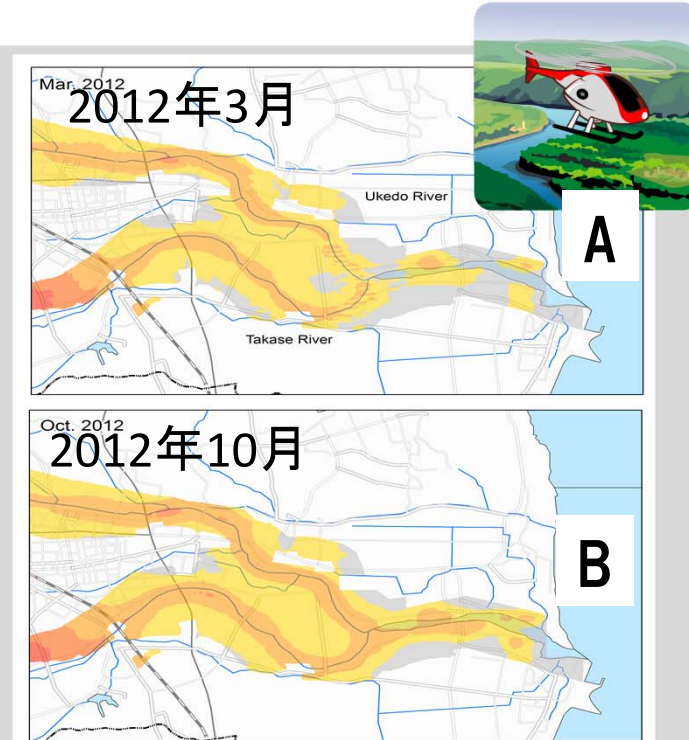 Mar. 2012
2012年3月
Ukedo River
A
Takase River
Oct. 2012
2012年10月
B